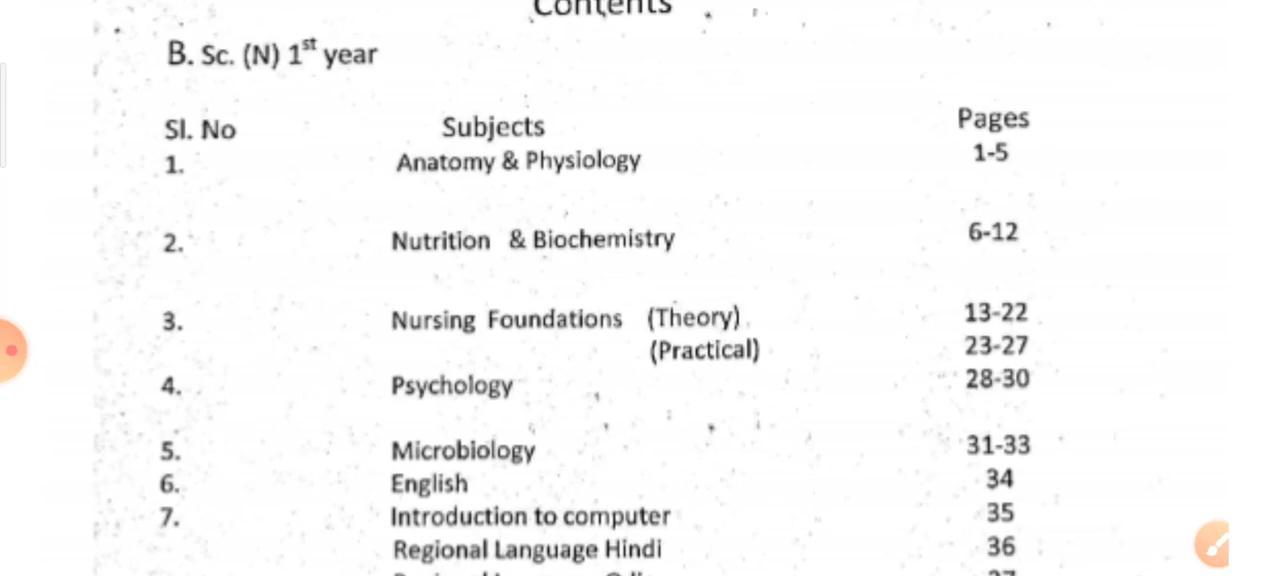 Contents
B. Sc. (N) 1st year
Sl. No Subjects Pages
1. Anatomy & Physiology 1-5
2. Nutrition & Biochemistry 6-12
3. Nursing Foundations (Theory) 13-22
(Practical) 23-27
4. Psychology 28-30
5. Microbiology 31-33
6. English 34
7. Introduction to computer 35
Regional Language Hindi 36